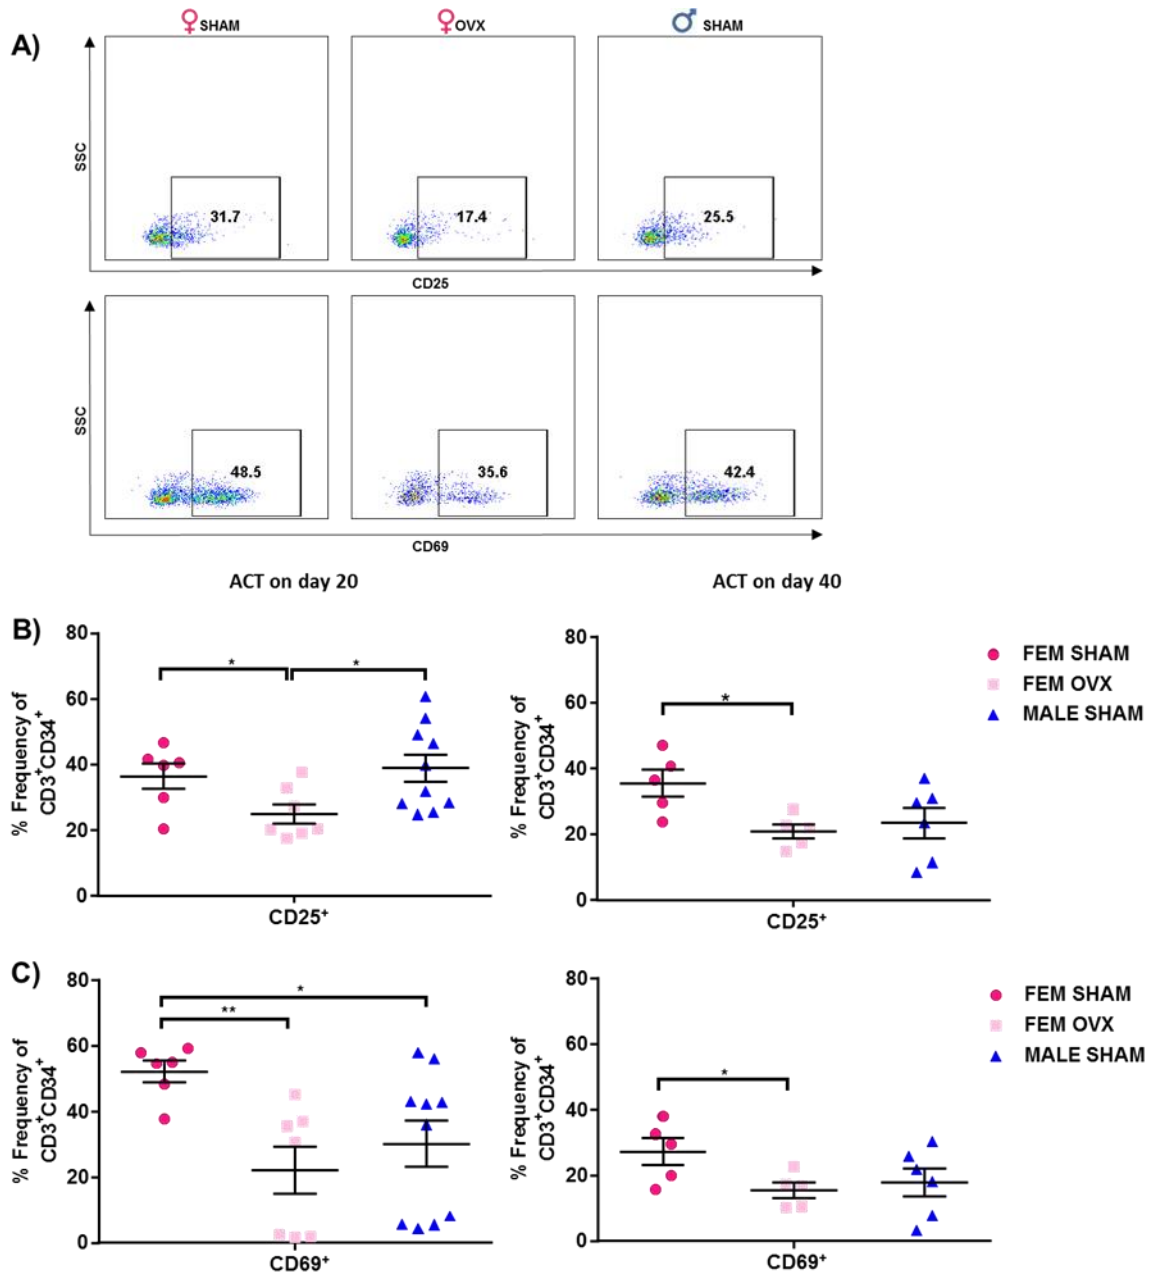 ♀ SHAM
♀ OVX
♂ SHAM
A)
SSC
31.7
17.4
25.5
CD25
SSC
48.5
35.6
42.4
CD69
ACT on day 20
ACT on day 40
B)
% Frequency of
CD3⁺CD34⁺
80
60
40
20
0
*
*
CD25⁺
% Frequency of
CD3⁺CD34⁺
80
60
40
20
0
*
CD25⁺
FEM SHAM
FEM OVX
MALE SHAM
C)
% Frequency of
CD3⁺CD34⁺
80
60
40
20
0
*
**
CD69⁺
% Frequency of
CD3⁺CD34⁺
80
60
40
20
0
*
CD69⁺
FEM SHAM
FEM OVX
MALE SHAM